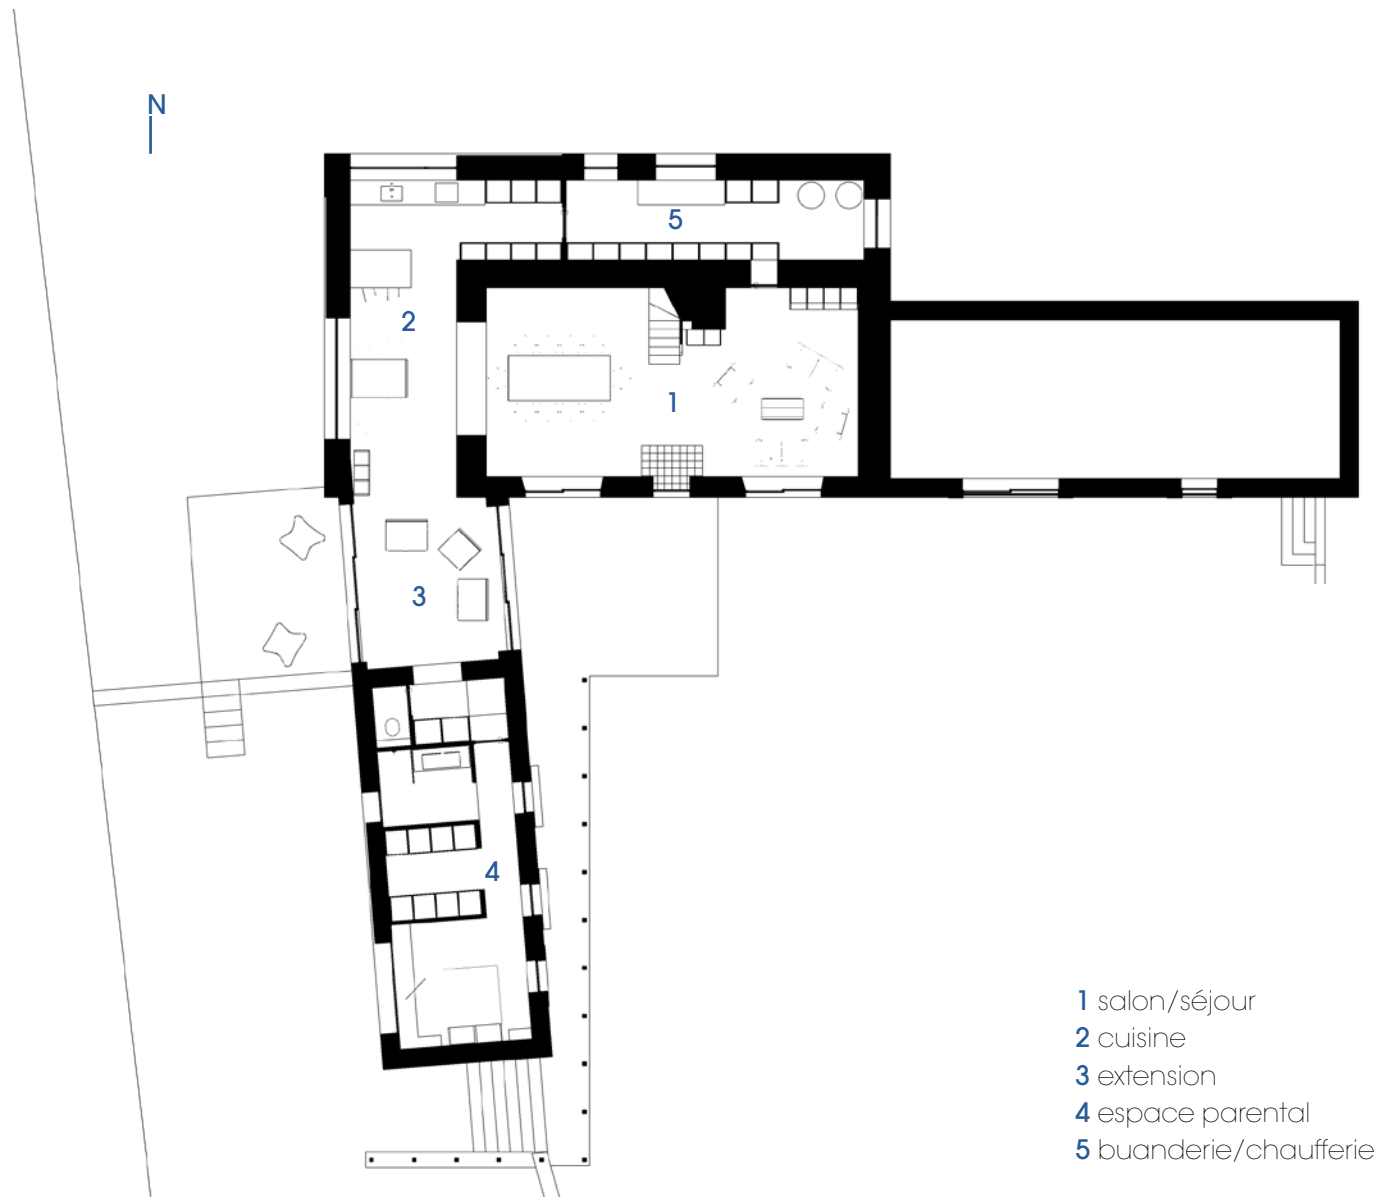 N
5
2
1
3
4
1 salon/séjour
2 cuisine
3 extension
4 espace parental
5 buanderie/chaufferie